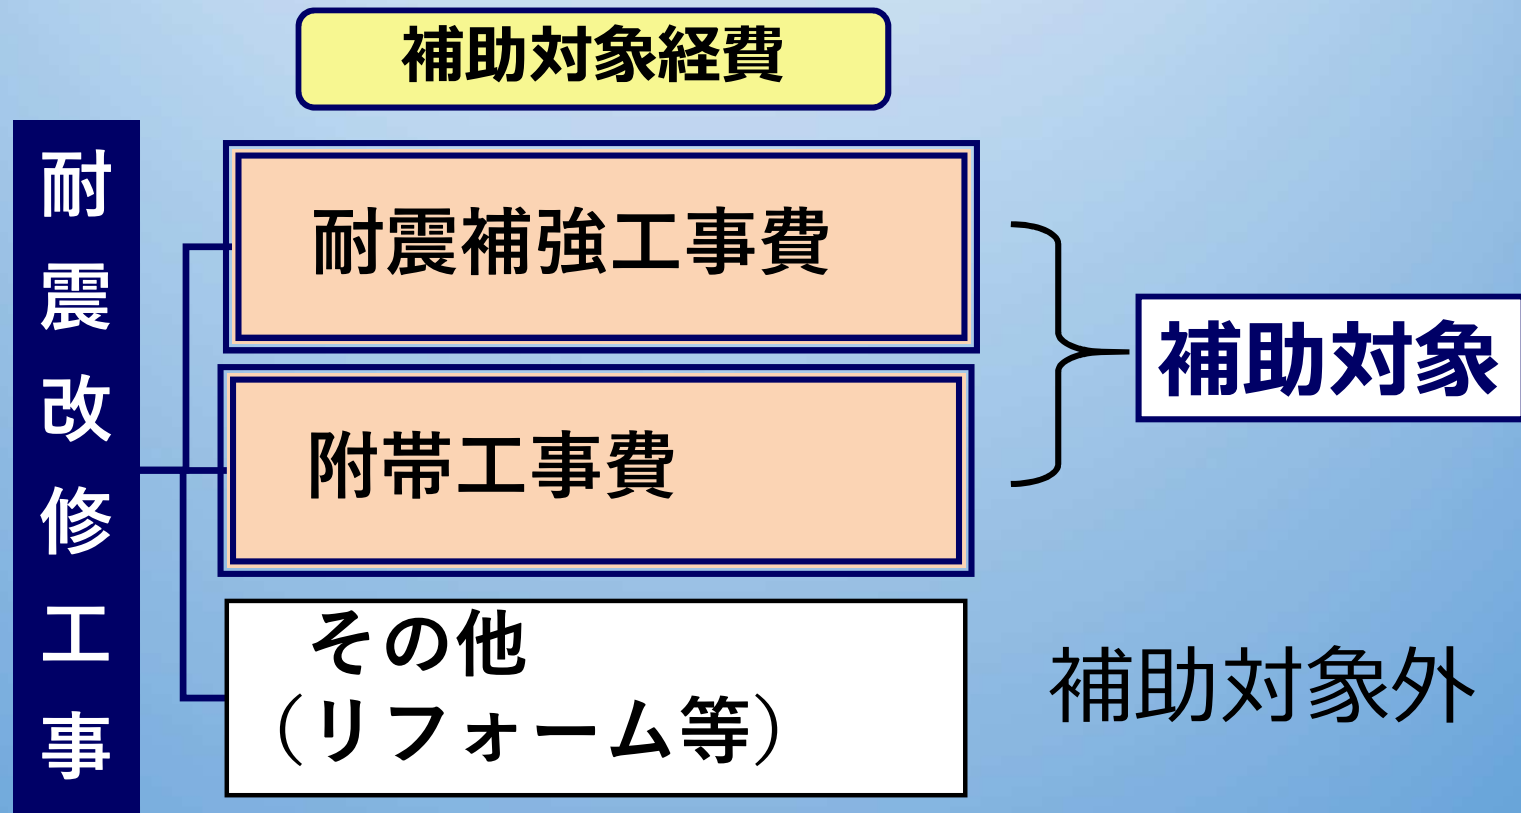 補助対象経費
耐震改修工事
耐震補強工事費
附帯工事費
補助対象
その他
（リフォーム等）
補助対象外